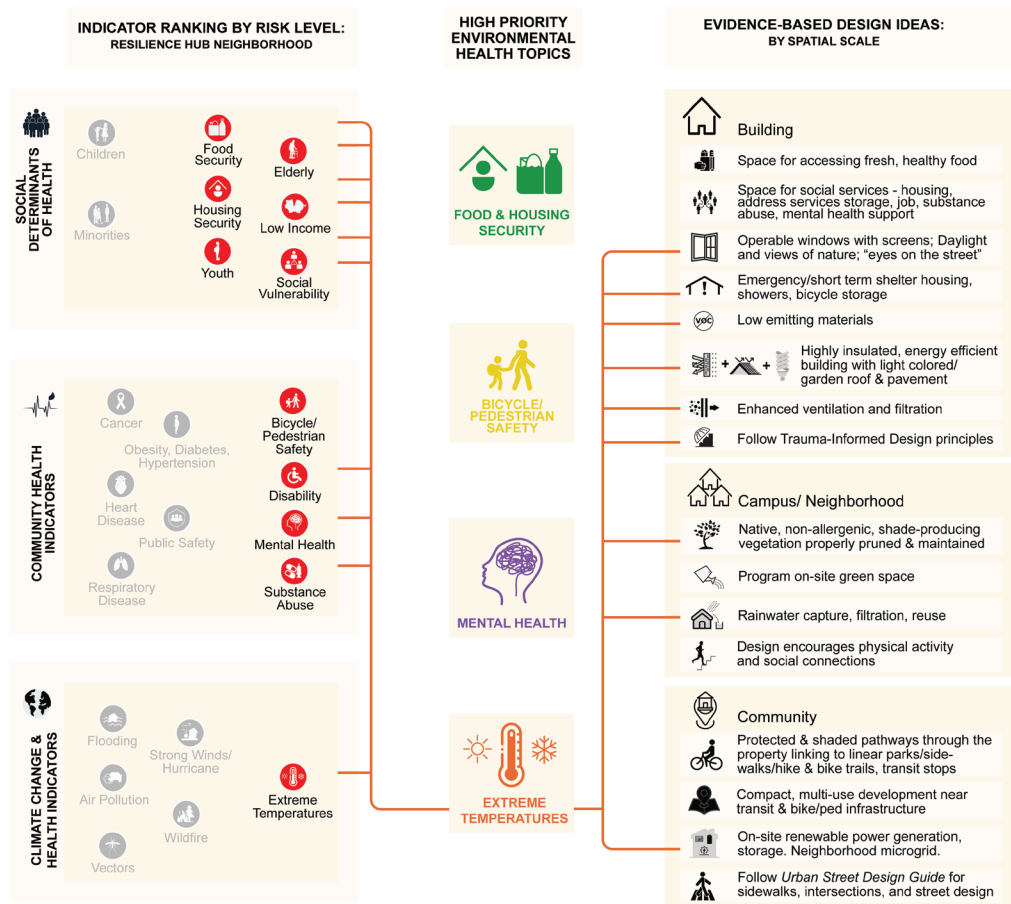 INDICATOR RANKING BY RISK LEVEL:
RESILIENCE HUB NEIGHBORHOOD
HIGH PRIORITY
ENVIRONMENTAL
HEALTH TOPICS
EVIDENCE-BASED DESIGN IDEAS:
BY SPATIAL SCALE
SOCIAL
DETERMINANTS
OF HEALTH
Children
Minorities
Food
Security
Elderly
Housing
Security
Low Income
Youth
Social
Vulnerability
COMMUNITY HEALTH
INDICATORS
Cancer
Obesity, Diabetes,
Hypertension
Heart
Disease
Public Safety
Respiratory
Disease
Bicycle/
Pedestrian
Safety
Disability
Mental Health
Substance
Abuse
CLIMATE CHANGE &
HEALTH INDICATORS
Flooding
Strong Winds/
Hurricane
Air Pollution
Wildfire
Vectors
Extreme
Temperatures
FOOD & HOUSING
SECURITY
BICYCLE/
PEDESTRIAN
SAFETY
MENTAL HEALTH
EXTREME
TEMPERATURES
Building
Space for accessing fresh, healthy food
Space for social services - housing,
address services storage, job, substance
abuse, mental health support
Operable windows with screens; Daylight
and views of nature; “eyes on the street”
!
Emergency/short term shelter housing,
showers, bicycle storage
VOC
Low emitting materials
+ +
Highly insulated, energy efficient
building with light colored/
garden roof & pavement
Enhanced ventilation and filtration
Follow Trauma-Informed Design principles
Campus/ Neighborhood
Native, non-allergenic, shade-producing
vegetation properly pruned & maintained
Program on-site green space
Rainwater capture, filtration, reuse
Design encourages physical activity
and social connections
Community
Protected & shaded pathways through the
property linking to linear parks/side-
walks/hike & bike trails, transit stops
Compact, multi-use development near
transit & bike/ped infrastructure
On-site renewable power generation,
storage. Neighborhood microgrid.
Follow Urban Street Design Guide for
sidewalks, intersections, and street design